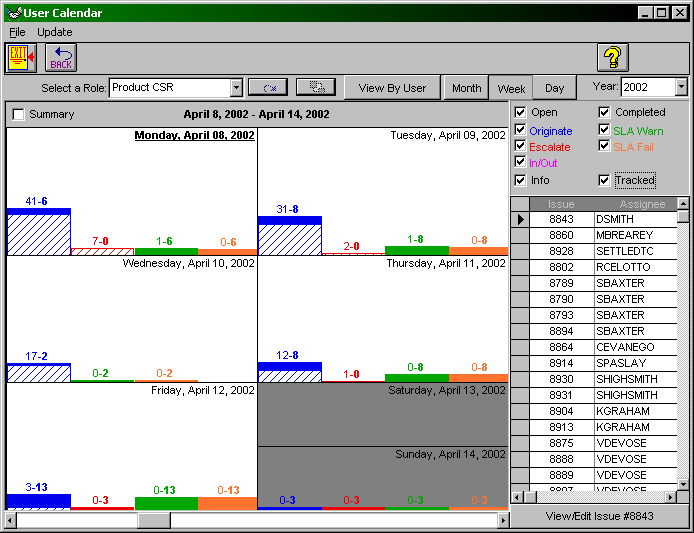 User Calendar
File Update
EXIT
BACK
Select a Role: Product CSR View By User Month Week Day Year: 2002
Summary April 8, 2002 - April 14, 2002
Open Completed
Originate SLA Warn
Escalate SLA Fail
In/Out
Info Tracked
Monday, April 08, 2002 Tuesday, April 09, 2002
41-6 7-0 1-6 0-6 31-8 2-0 1-8 0-8
Wednesday, April 10, 2002 Thursday, April 11, 2002
17-2 0-2 0-2 12-8 1-0 0-8 0-8
Friday, April 12, 2002 Saturday, April 13, 2002
Sunday, April 14, 2002
3-13 0-3 0-13 0-13 0-3 0-3 0-3 0-3
Issue Assignee
8843 DSMITH
8860 MBREAREY
8928 SETTLEDTC
8802 RCELOTTO
8789 SBAXTER
8790 SBAXTER
8793 SBAXTER
8894 SBAXTER
8864 CEVANEGO
8914 SPASLAY
8930 SHIGHSMITH
8931 SHIGHSMITH
8904 KGRAHAM
8913 KGRAHAM
8875 VDEVOSE
8888 VDEVOSE
8889 VDEVOSE
8897 VDEVOSE
View/Edit Issue #8843